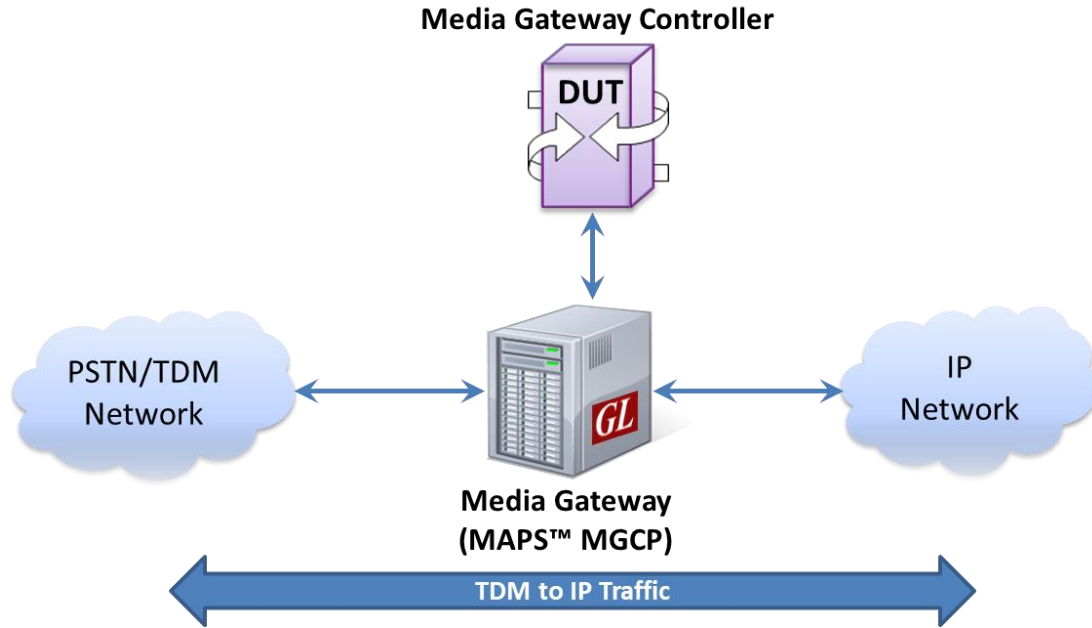 Media Gateway Controller
DUT
PSTN/TDM
Network
GL
IP
Network
Media Gateway
(MAPS™ MGCP)
TDM to IP Traffic